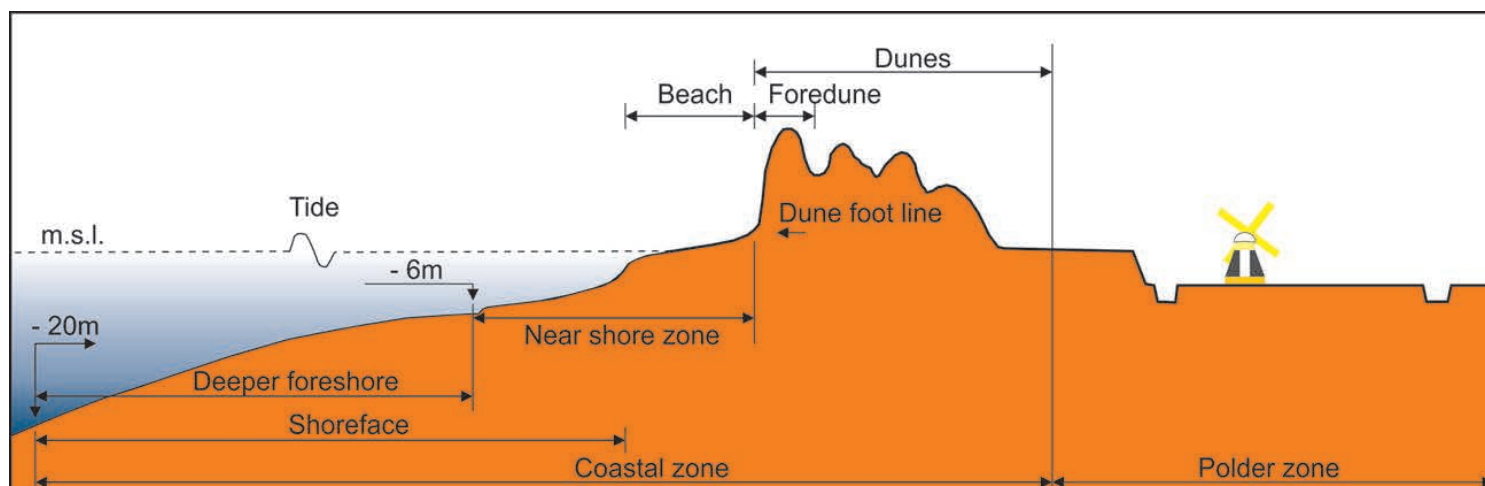 Dunes
Beach
Foredune
Tide
Dune foot line
m.s.l.
- 6m
- 20m
Near shore zone
Deeper foreshore
Shoreface
Coastal zone
Polder zone